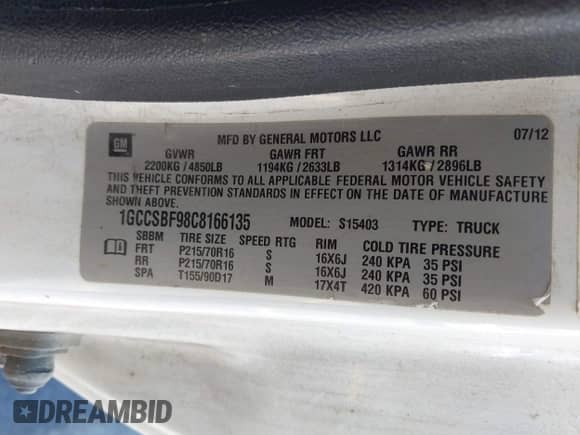 GM
MFD BY GENERAL MOTORS LLC 07/12
GVWR GAWR FRT GAWR RR
2200KG / 4850LB 1194KG / 2633LB 1314KG / 2896LB
THIS VEHICLE CONFORMS TO ALL APPLICABLE FEDERAL MOTOR VEHICLE SAFETY
AND THEFT PREVENTION STANDARDS IN EFFECT ON THE DATE OF MANUFACTURE
SHOWN ABOVE.
1GCCSBF98C8166135 MODEL: S15403 TYPE: TRUCK
SBBM TIRE SIZE SPEED RTG RIM COLD TIRE PRESSURE
FRT P215/70R16 S 16X6J 240 KPA 35 PSI
RR P215/70R16 S 16X6J 240 KPA 35 PSI
SPA T155/90D17 M 17X4T 420 KPA 60 PSI
DREAMBID